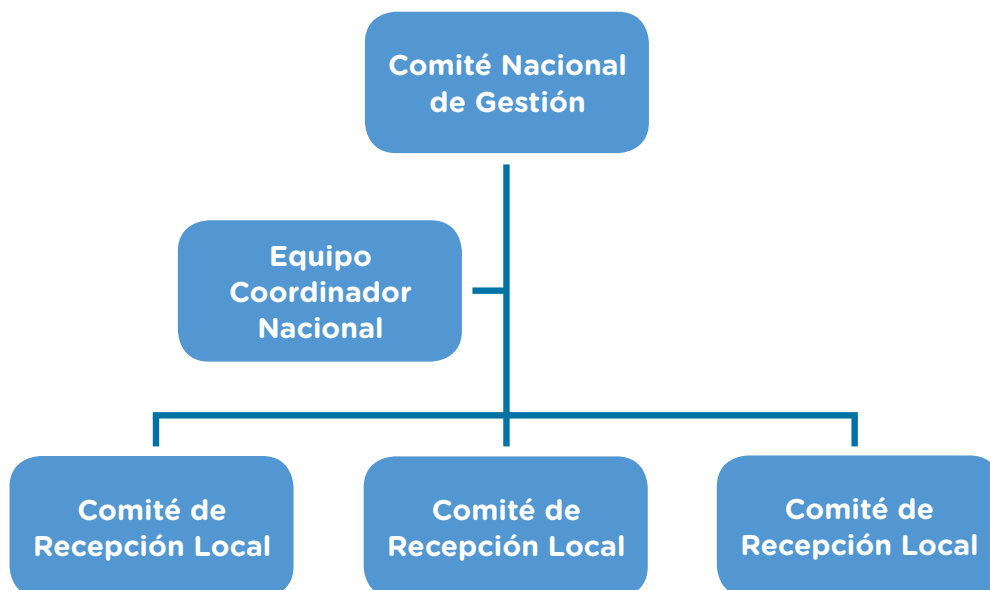 Comité Nacional
de Gestión
Equipo
Coordinador
Nacional
Comité de
Recepción Local
Comité de
Recepción Local
Comité de
Recepción Local